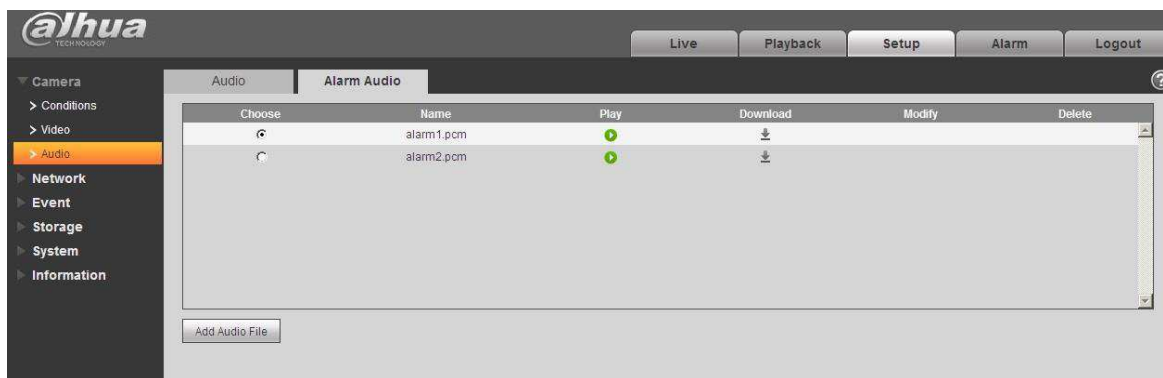 alhua
TECHNOLOGY
Live Playback Setup Alarm Logout
Camera
> Conditions
> Video
> Audio
Network
Event
Storage
System
Information
Audio Alarm Audio
?
Choose Name Play Download Modify Delete
alarm1.pcm
alarm2.pcm
Add Audio File